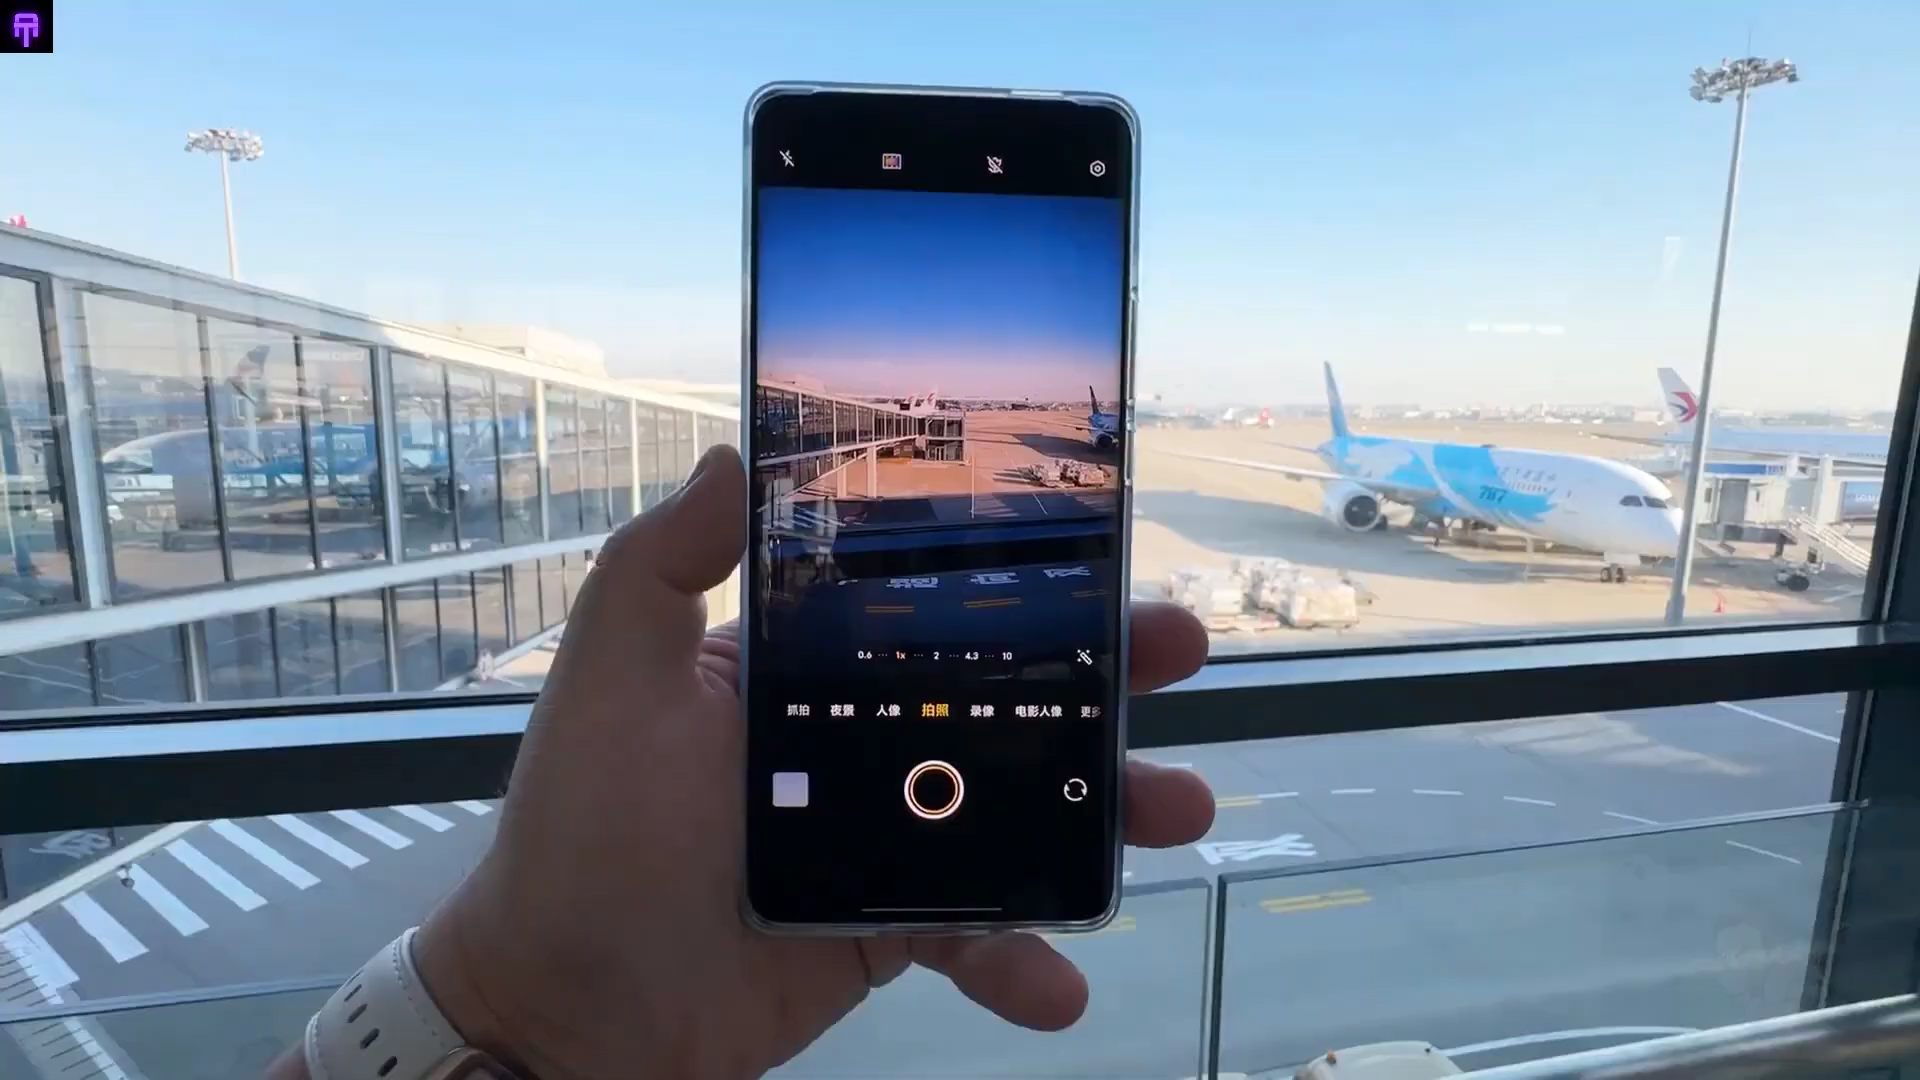 787
0.6 ··· 1x ··· 2 ··· 4.3 ··· 10
抓拍 夜景 人像 拍照 录像 电影人像 更多